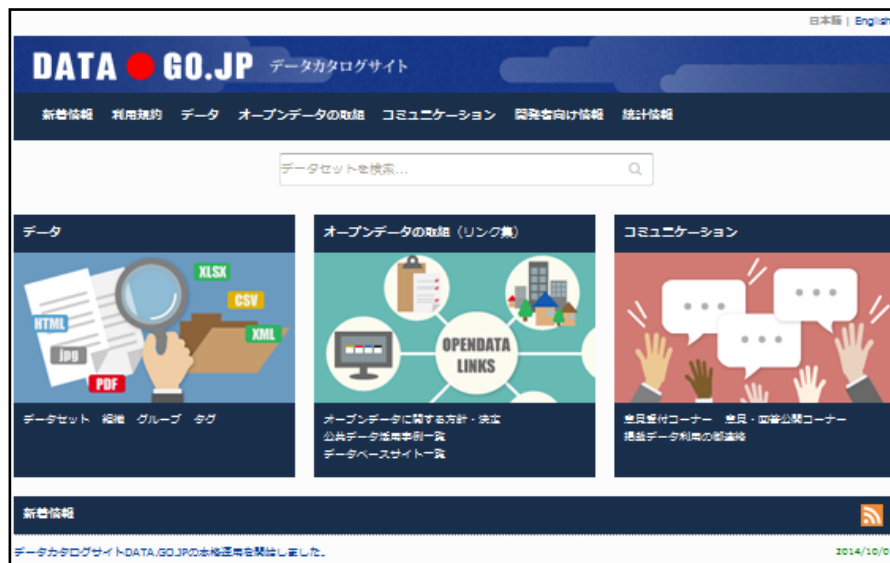 日本語 | English
DATA GO.JP データカタログサイト
新着情報 利用規約 データ オープンデータの取組 コミュニケーション 開発者向け情報 統計情報
データセットを検索...
データ
オープンデータの取組（リンク集）
コミュニケーション
HTML
jpg
PDF
XLSX
CSV
XML
OPENDATA
LINKS
データセット 組織 グループ タグ
オープンデータに関する方針・決定
公共データ活用事例一覧
データベースサイト一覧
意見受付コーナー 意見・回答公開コーナー
掲載データ利用の御連絡
新着情報
データカタログサイトDATA.GO.JPの本格運用を開始しました。
2014/10/0